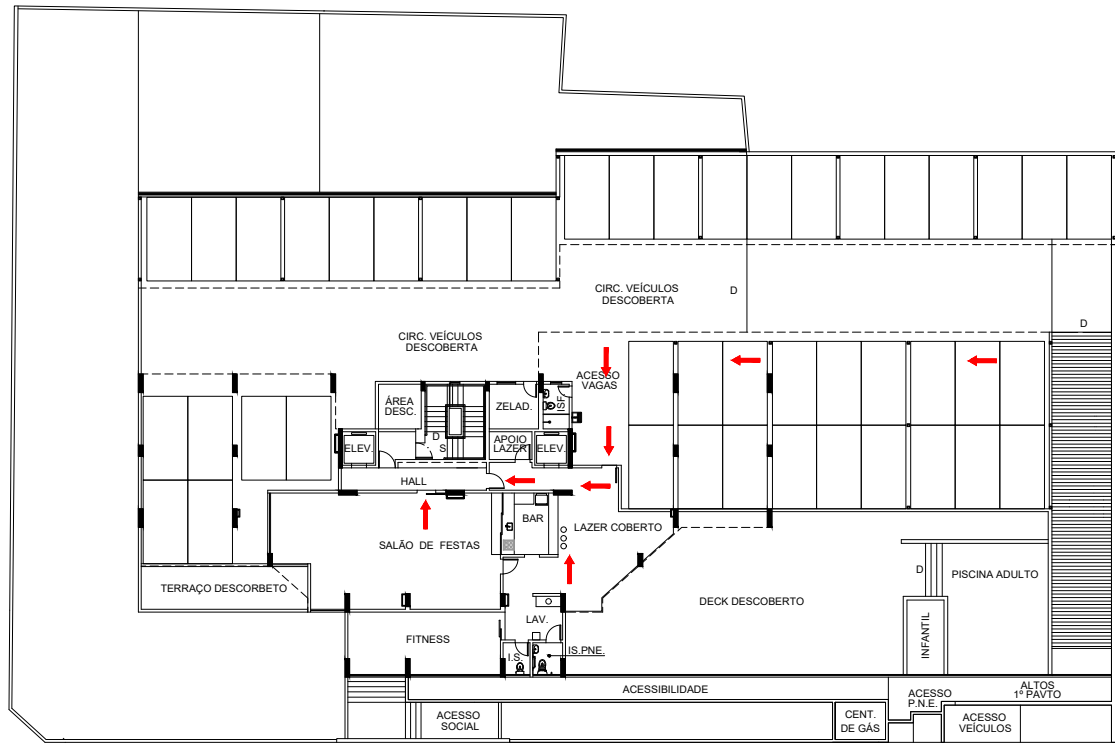 CIRC. VEÍCULOS
DESCOBERTA
D
D
CIRC. VEÍCULOS
DESCOBERTA
ACESSO
VAGAS
ÁREA
DESC.
ZELAD.
ISF
D
S
APOIO
LAZER
ELEV.
ELEV.
HALL
BAR
LAZER COBERTO
SALÃO DE FESTAS
D
PISCINA ADULTO
TERRAÇO DESCORBETO
DECK DESCOBERTO
LAV.
FITNESS
INFANTIL
I.S.
IS.PNE.
ACESSIBILIDADE
ACESSO
P.N.E.
ALTOS
1º PAVTO
ACESSO
SOCIAL
CENT.
DE GÁS
ACESSO
VEÍCULOS